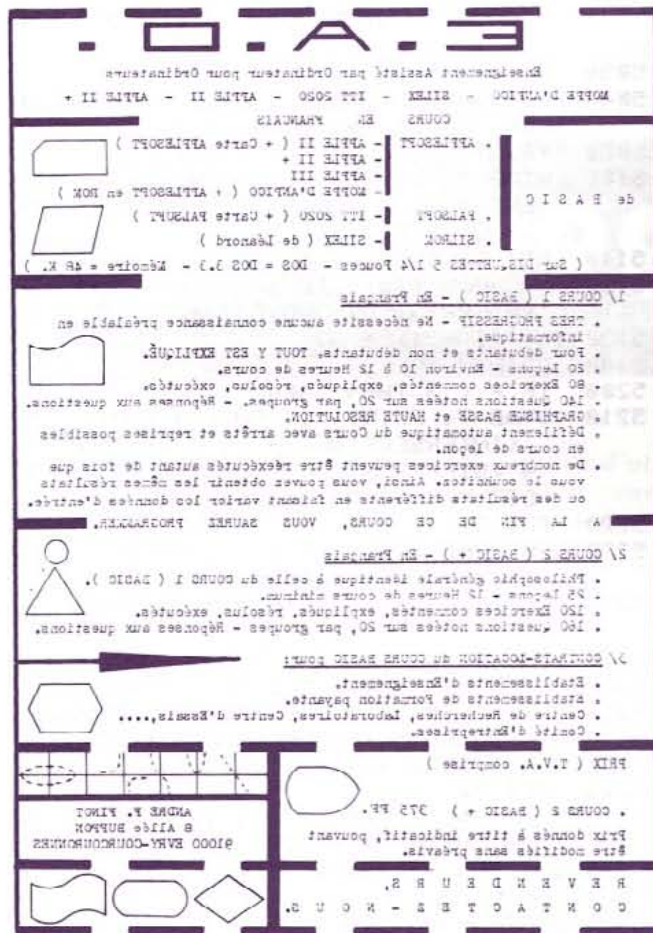 E.A.O.
Enseignement Assisté par Ordinateur pour Ordinateurs
MOPPE D'ANTICO - SILEX - ITT 2020 - APPLE II - APPLE II +
COURS EN FRANCAIS
de B A S I C
. APPLESOFT - APPLE II ( + Carte APPLESOFT )
- APPLE II +
- APPLE III
- MOPPE D'ANTICO ( + APPLESOFT en ROM )
. PALSOFT - ITT 2020 ( + Carte PALSOFT )
. SILROM - SILEX ( de Léanord )
( Sur DISKETTES 5 1/4 Pouces - DOS = DOS 3.3 - Mémoire = 48 K. )
1/ COURS 1 ( BASIC ) - En Français
. TRES PROGRESSIF - Ne nécessite aucune connaissance préalable en
informatique.
. Pour débutants et non débutants. TOUT Y EST EXPLIQUÉ.
. 20 Leçons - Environ 10 à 12 Heures de cours.
. 80 Exercices commentés, expliqués, résolus, exécutés.
. 140 Questions notées sur 20, par groupes. - Réponses aux questions.
. GRAPHISME BASSE et HAUTE RESOLUTION.
. Défilement automatique du Cours avec arrêts et reprises possibles
en cours de leçon.
. De nombreux exercices peuvent être réexécutés autant de fois que
vous le souhaitez. Ainsi, vous pouvez obtenir les mêmes résultats
ou des résultats différents en faisant varier les données d'entrée.
A LA FIN DE CE COURS, VOUS SAUREZ PROGRAMMER.
2/ COURS 2 ( BASIC + ) - En Français
. Philosophie générale identique à celle du COURS 1 ( BASIC ).
. 25 Leçons - 12 Heures de cours minimum.
. 120 Exercices commentés, expliqués, résolus, exécutés.
. 160 questions notées sur 20, par groupes - Réponses aux questions.
3/ CONTRATS-LOCATION du COURS BASIC pour:
. Etablissements d'Enseignement.
. Etablissements de Formation payante.
. Centre de Recherches, Laboratoires, Centre d'Essais,....
. Comité d'Entreprises.
PRIX ( T.V.A. comprise )
. COURS 2 ( BASIC + ) 375 FF.
Prix donnés à titre indicatif, pouvant
être modifiés sans préavis.
ANDRE F. FINOT
8 Allée BUFFON
91000 EVRY-COURCOURONNES
R E V E N D E U R S,
C O N T A C T E Z - N O U S.